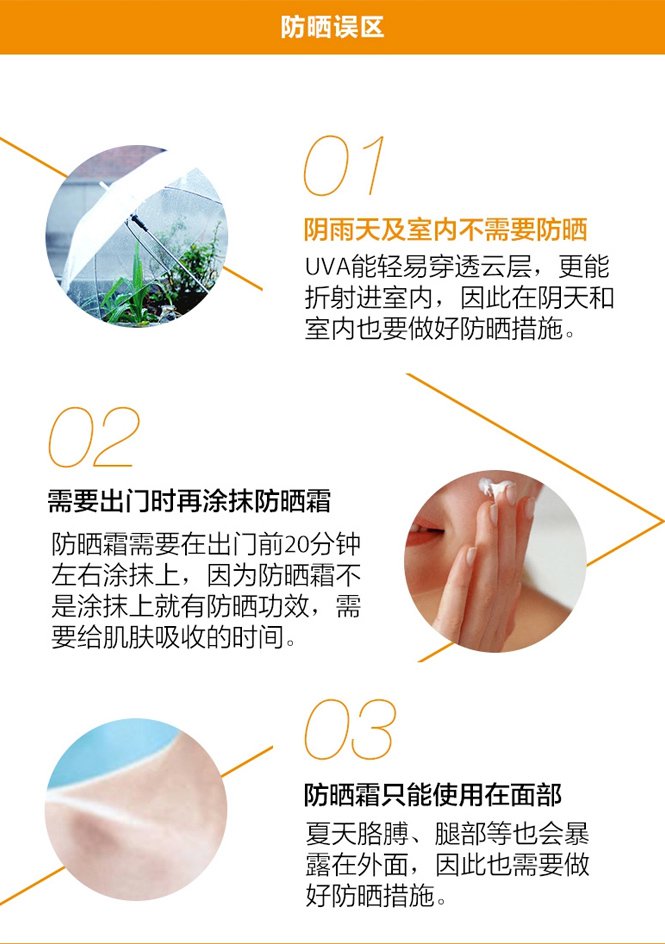 防晒误区
01
阴雨天及室内不需要防晒
UVA能轻易穿透云层，更能
折射进室内，因此在阴天和
室内也要做好防晒措施。
02
需要出门时再涂抹防晒霜
防晒霜需要在出门前20分钟
左右涂抹上，因为防晒霜不
是涂抹上就有防晒功效，需
要给肌肤吸收的时间。
03
防晒霜只能使用在面部
夏天胳膊、腿部等也会暴
露在外面，因此也需要做
好防晒措施。